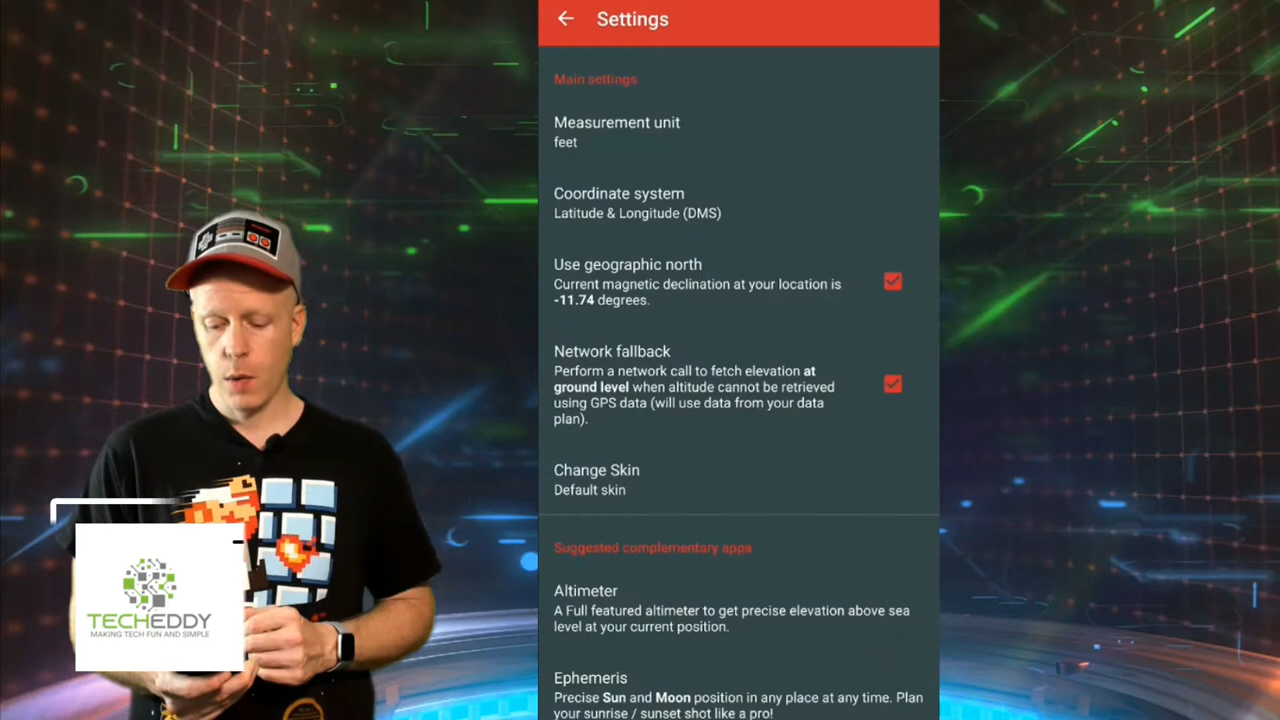 Settings
Main settings
Measurement unit
feet
Coordinate system
Latitude & Longitude (DMS)
Use geographic north
Current magnetic declination at your location is
-11.74 degrees.
Network fallback
Perform a network call to fetch elevation at
ground level when altitude cannot be retrieved
using GPS data (will use data from your data
plan).
Change Skin
Default skin
Suggested complementary apps
Altimeter
A Full featured altimeter to get precise elevation above sea
level at your current position.
Ephemeris
Precise Sun and Moon position in any place at any time. Plan
your sunrise / sunset shot like a pro!
TECHEDDY
MAKING TECH FUN AND SIMPLE